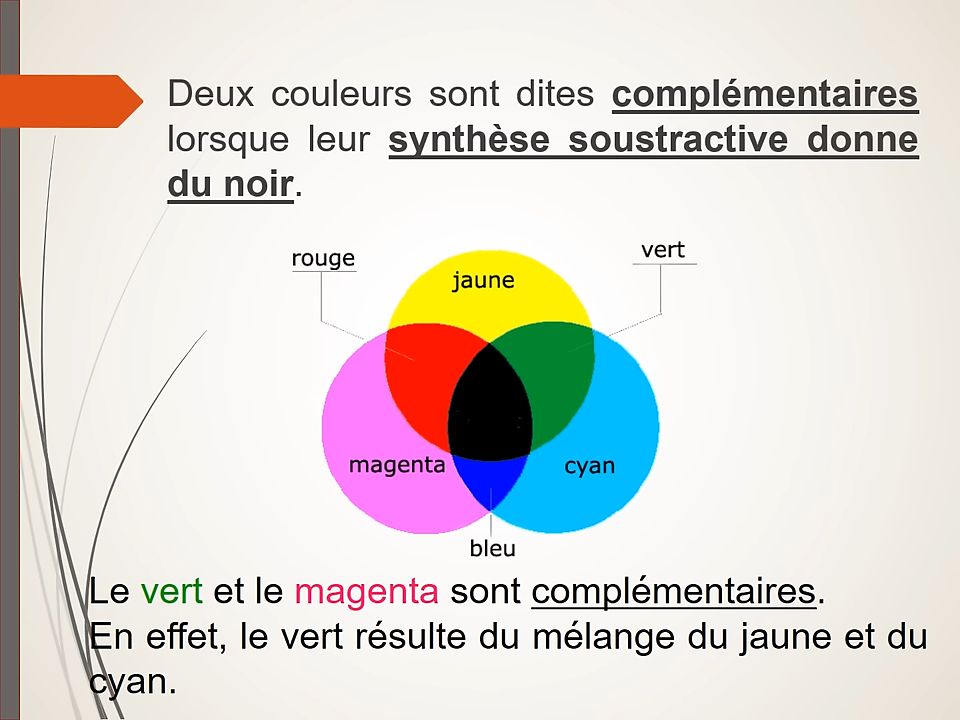 Deux couleurs sont dites complémentaires
lorsque leur synthèse soustractive donne
du noir.
rouge
vert
jaune
magenta
cyan
bleu
Le vert et le magenta sont complémentaires.
En effet, le vert résulte du mélange du jaune et du
cyan.